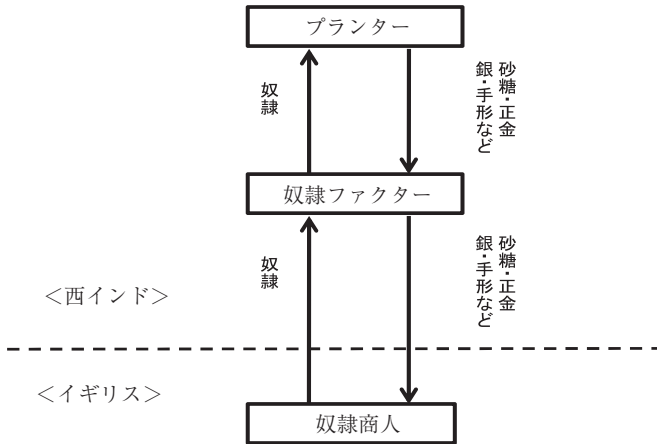 プランター
奴隷
砂糖・正金
銀・手形など
奴隷ファクター
奴隷
砂糖・正金
銀・手形など
＜西インド＞
＜イギリス＞
奴隷商人